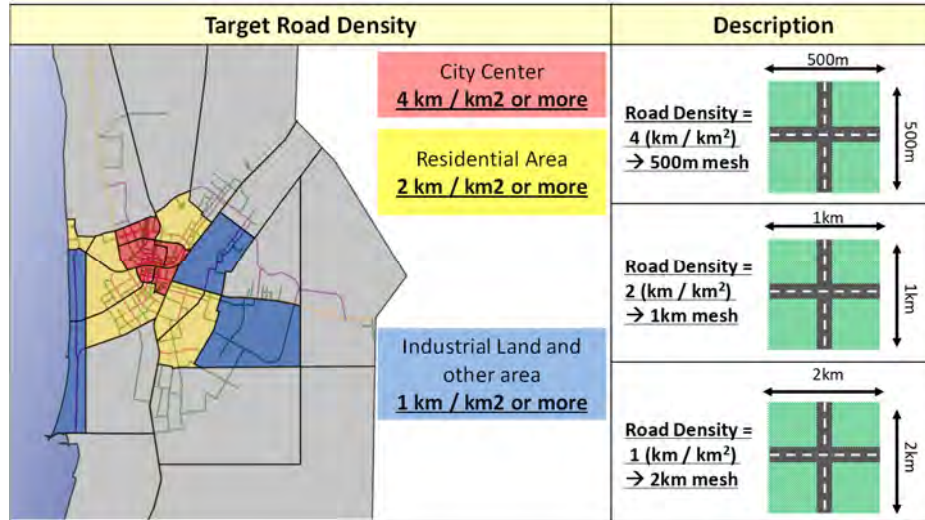 Target Road Density
City Center
4 km / km2 or more
Residential Area
2 km / km2 or more
Industrial Land and
other area
1 km / km2 or more
Description
500m
Road Density =
4 (km / km²)
→ 500m mesh
500m
1km
Road Density =
2 (km / km²)
→ 1km mesh
1km
2km
Road Density =
1 (km / km²)
→ 2km mesh
2km